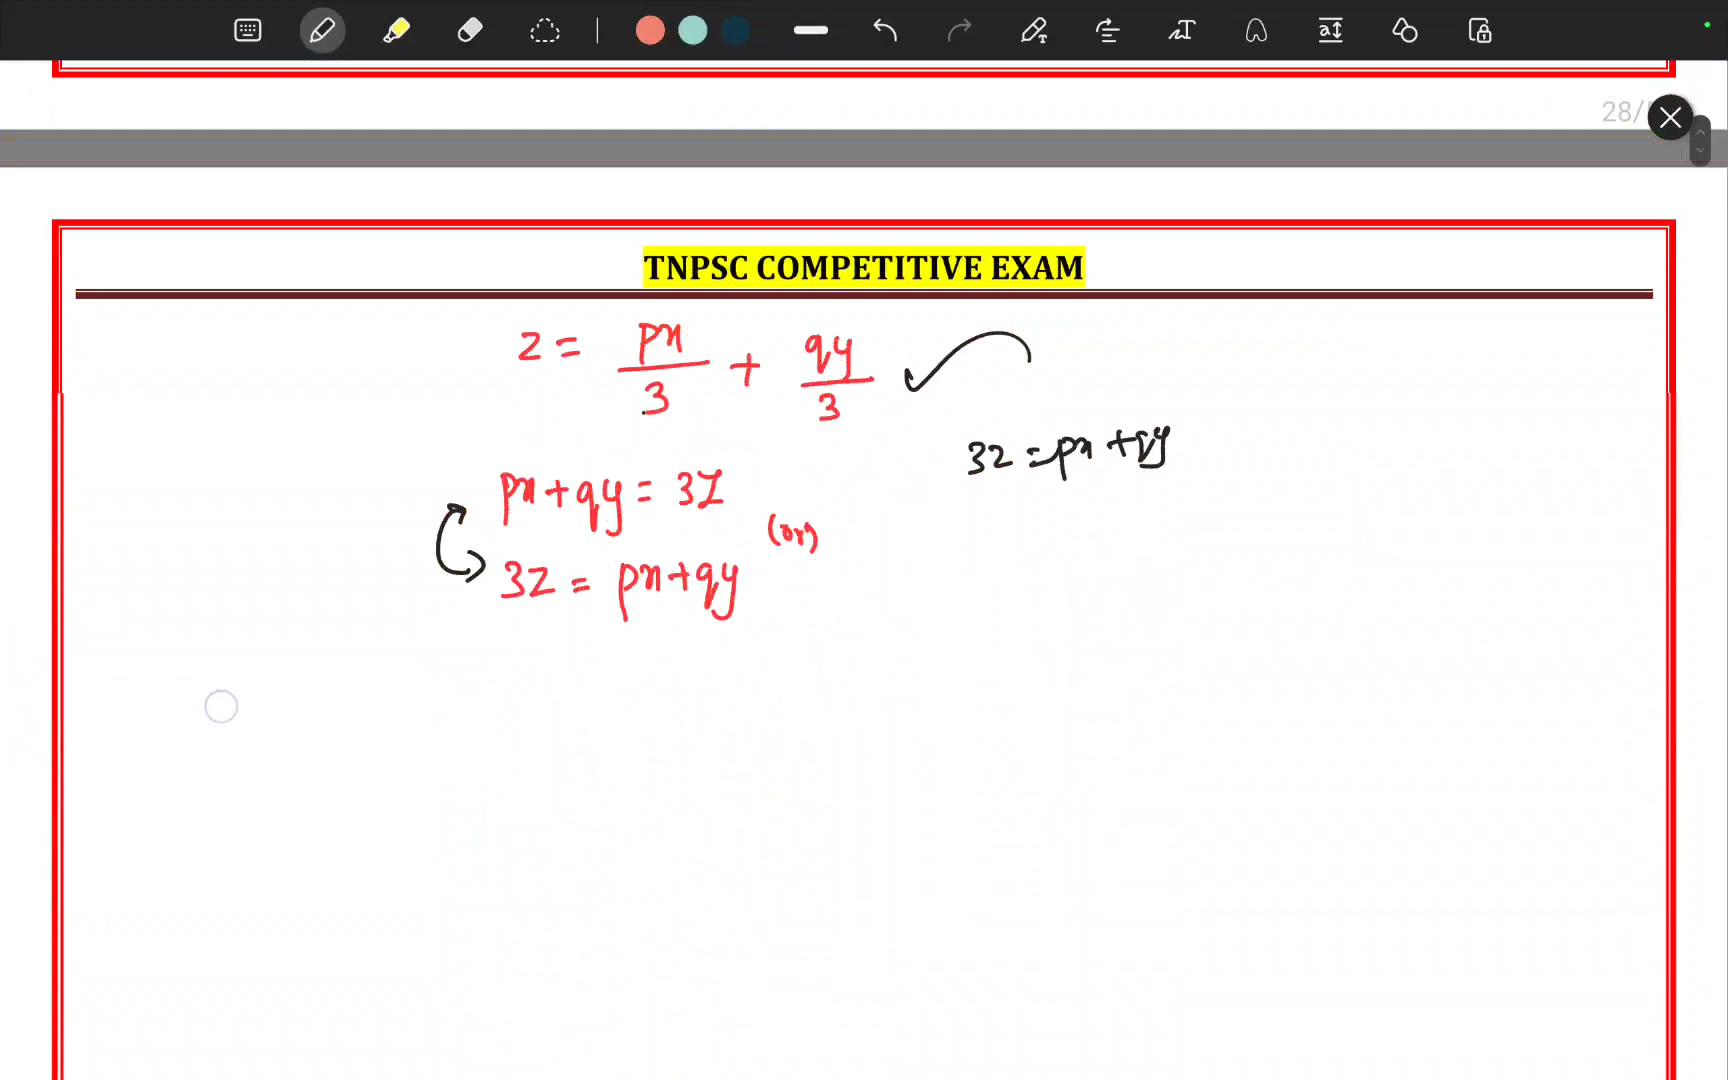 28/
TNPSC COMPETITIVE EXAM
z = px/3 + qy/3
3z = px + qy
px + qy = 3z
(or)
3z = px + qy